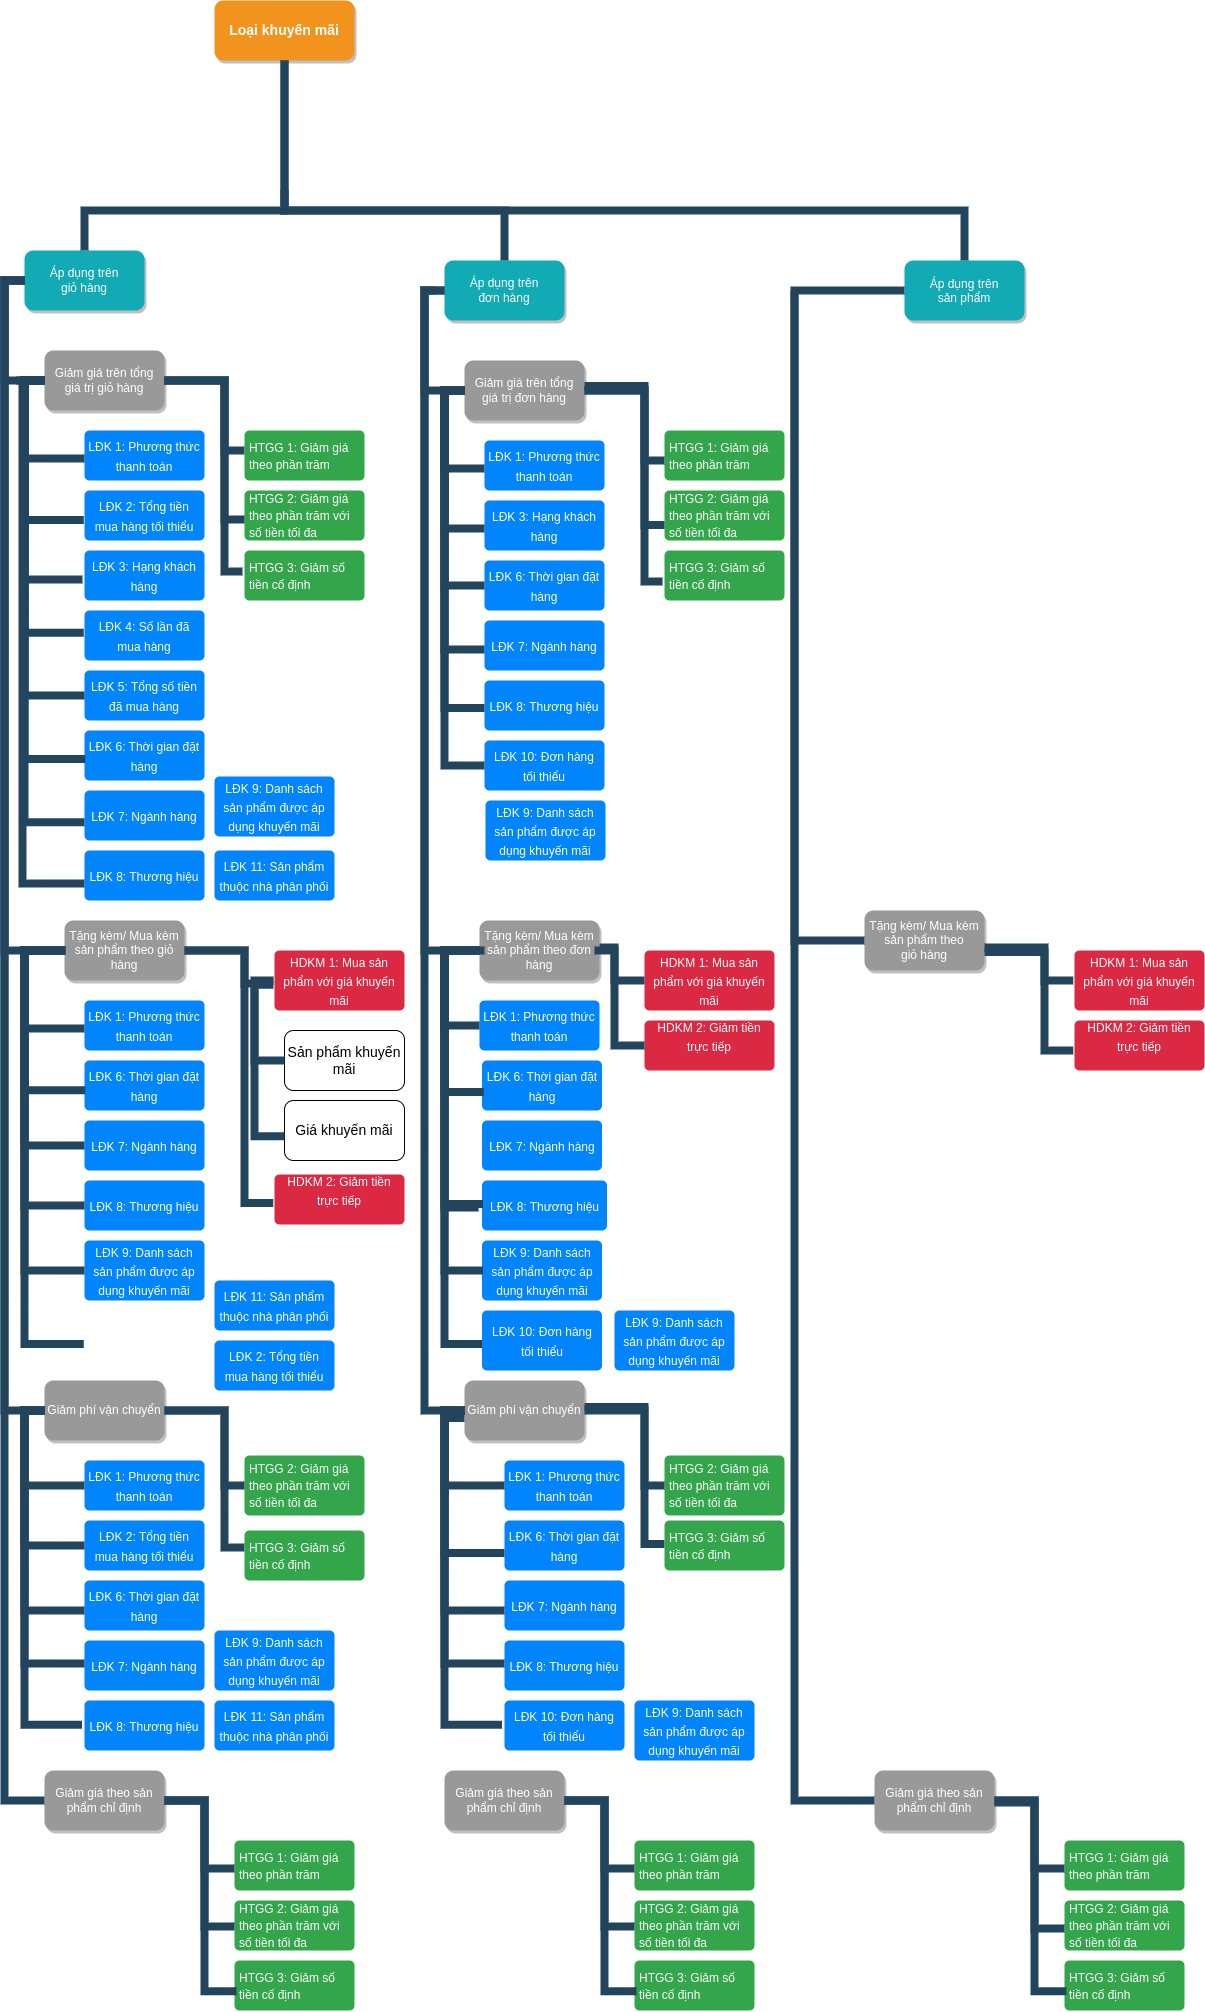 Loại khuyến mãi
Áp dụng trên
giỏ hàng
Giảm giá trên tổng
giá trị giỏ hàng
LĐK 1: Phương thức
thanh toán
LĐK 2: Tổng tiền
mua hàng tối thiểu
LĐK 3: Hạng khách
hàng
LĐK 4: Số lần đã
mua hàng
LĐK 5: Tổng số tiền
đã mua hàng
LĐK 6: Thời gian đặt
hàng
LĐK 7: Ngành hàng
LĐK 8: Thương hiệu
LĐK 9: Danh sách
sản phẩm được áp
dụng khuyến mãi
LĐK 11: Sản phẩm
thuộc nhà phân phối
HTGG 1: Giảm giá
theo phần trăm
HTGG 2: Giảm giá
theo phần trăm với
số tiền tối đa
HTGG 3: Giảm số
tiền cố định
Tặng kèm/ Mua kèm
sản phẩm theo giỏ
hàng
LĐK 1: Phương thức
thanh toán
LĐK 6: Thời gian đặt
hàng
LĐK 7: Ngành hàng
LĐK 8: Thương hiệu
LĐK 9: Danh sách
sản phẩm được áp
dụng khuyến mãi
LĐK 11: Sản phẩm
thuộc nhà phân phối
LĐK 2: Tổng tiền
mua hàng tối thiểu
HDKM 1: Mua sản
phẩm với giá khuyến
mãi
Sản phẩm khuyến
mãi
Giá khuyến mãi
HDKM 2: Giảm tiền
trực tiếp
Giảm phí vận chuyển
LĐK 1: Phương thức
thanh toán
LĐK 2: Tổng tiền
mua hàng tối thiểu
LĐK 6: Thời gian đặt
hàng
LĐK 7: Ngành hàng
LĐK 8: Thương hiệu
LĐK 9: Danh sách
sản phẩm được áp
dụng khuyến mãi
LĐK 11: Sản phẩm
thuộc nhà phân phối
HTGG 2: Giảm giá
theo phần trăm với
số tiền tối đa
HTGG 3: Giảm số
tiền cố định
Giảm giá theo sản
phẩm chỉ định
HTGG 1: Giảm giá
theo phần trăm
HTGG 2: Giảm giá
theo phần trăm với
số tiền tối đa
HTGG 3: Giảm số
tiền cố định
Áp dụng trên
đơn hàng
Giảm giá trên tổng
giá trị đơn hàng
LĐK 1: Phương thức
thanh toán
LĐK 3: Hạng khách
hàng
LĐK 6: Thời gian đặt
hàng
LĐK 7: Ngành hàng
LĐK 8: Thương hiệu
LĐK 10: Đơn hàng
tối thiểu
LĐK 9: Danh sách
sản phẩm được áp
dụng khuyến mãi
HTGG 1: Giảm giá
theo phần trăm
HTGG 2: Giảm giá
theo phần trăm với
số tiền tối đa
HTGG 3: Giảm số
tiền cố định
Tặng kèm/ Mua kèm
sản phẩm theo đơn
hàng
LĐK 1: Phương thức
thanh toán
LĐK 6: Thời gian đặt
hàng
LĐK 7: Ngành hàng
LĐK 8: Thương hiệu
LĐK 9: Danh sách
sản phẩm được áp
dụng khuyến mãi
LĐK 10: Đơn hàng
tối thiểu
LĐK 9: Danh sách
sản phẩm được áp
dụng khuyến mãi
HDKM 1: Mua sản
phẩm với giá khuyến
mãi
HDKM 2: Giảm tiền
trực tiếp
Giảm phí vận chuyển
LĐK 1: Phương thức
thanh toán
LĐK 6: Thời gian đặt
hàng
LĐK 7: Ngành hàng
LĐK 8: Thương hiệu
LĐK 10: Đơn hàng
tối thiểu
LĐK 9: Danh sách
sản phẩm được áp
dụng khuyến mãi
HTGG 2: Giảm giá
theo phần trăm với
số tiền tối đa
HTGG 3: Giảm số
tiền cố định
Giảm giá theo sản
phẩm chỉ định
HTGG 1: Giảm giá
theo phần trăm
HTGG 2: Giảm giá
theo phần trăm với
số tiền tối đa
HTGG 3: Giảm số
tiền cố định
Áp dụng trên
sản phẩm
Tặng kèm/ Mua kèm
sản phẩm theo
giỏ hàng
HDKM 1: Mua sản
phẩm với giá khuyến
mãi
HDKM 2: Giảm tiền
trực tiếp
Giảm giá theo sản
phẩm chỉ định
HTGG 1: Giảm giá
theo phần trăm
HTGG 2: Giảm giá
theo phần trăm với
số tiền tối đa
HTGG 3: Giảm số
tiền cố định